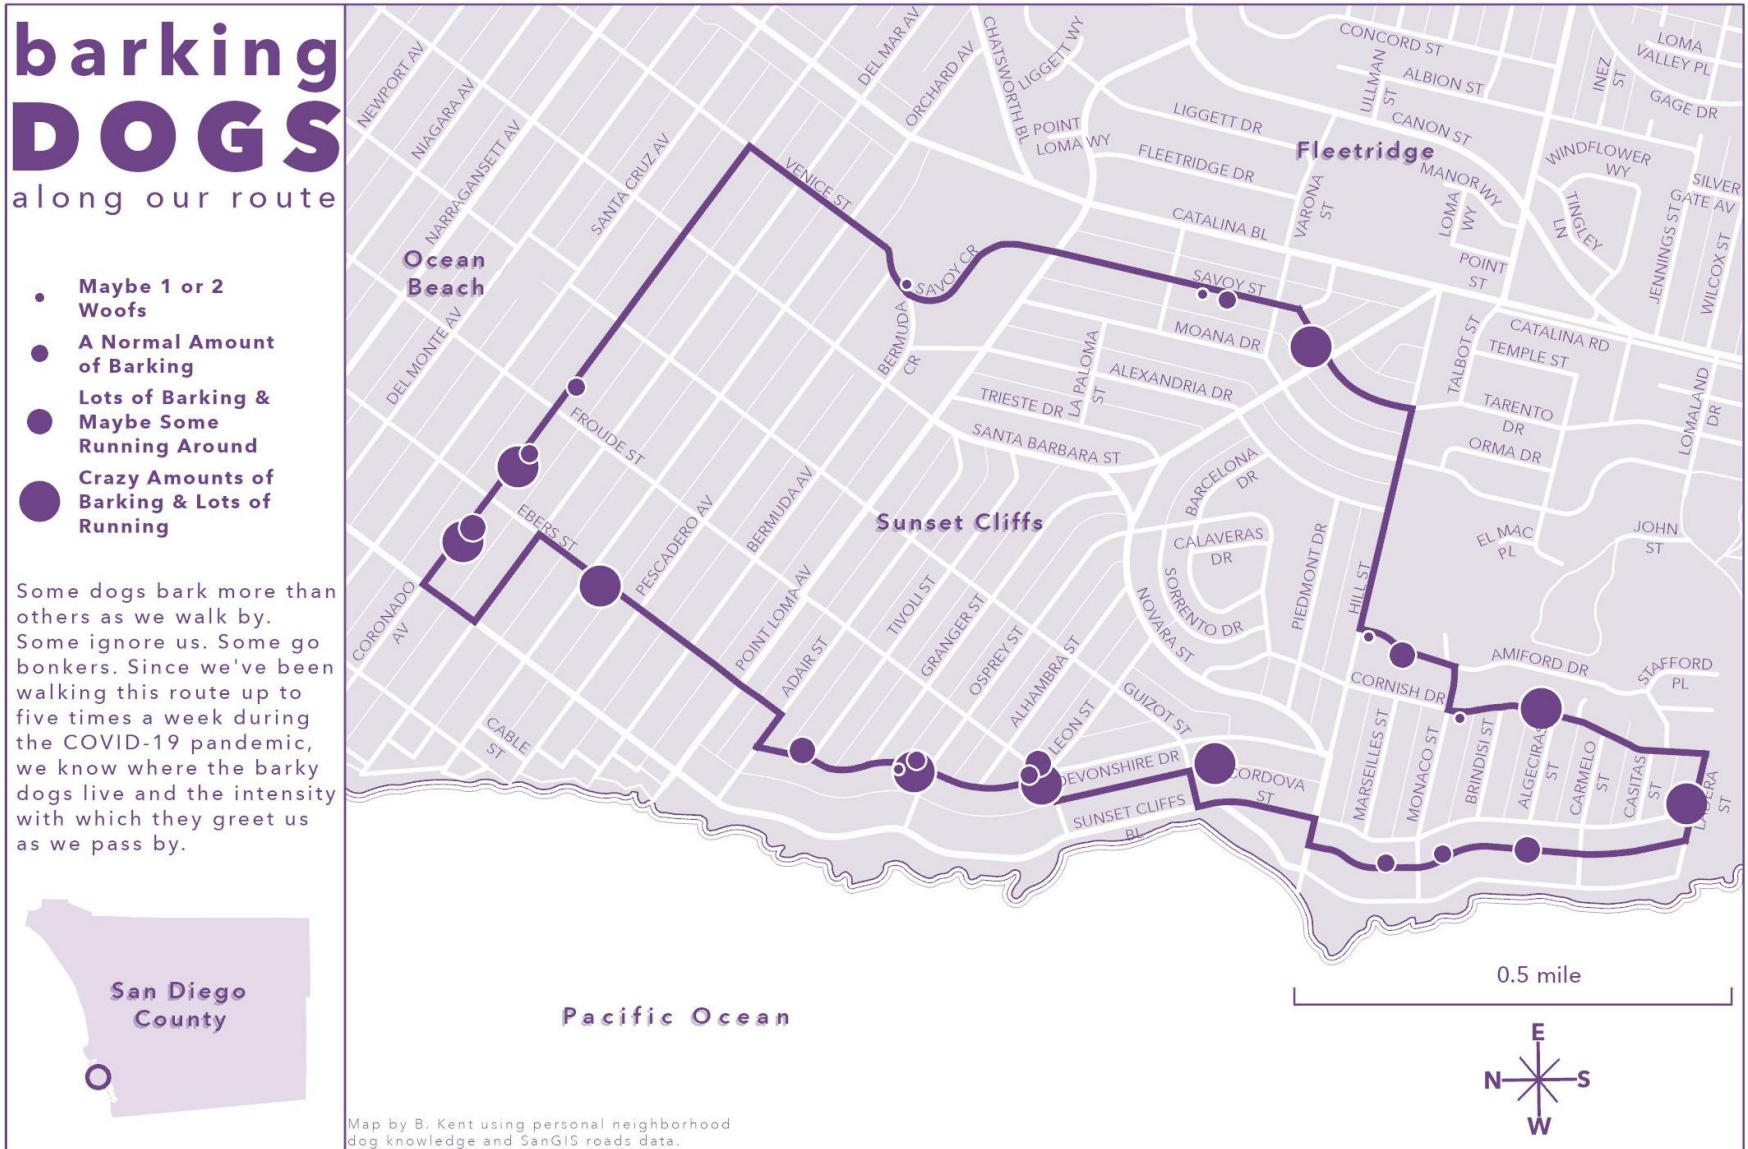 barking
DOGS
along our route
Maybe 1 or 2
Woofs
A Normal Amount
of Barking
Lots of Barking &
Maybe Some
Running Around
Crazy Amounts of
Barking & Lots of
Running
Some dogs bark more than
others as we walk by.
Some ignore us. Some go
bonkers. Since we've been
walking this route up to
five times a week during
the COVID-19 pandemic,
we know where the barky
dogs live and the intensity
with which they greet us
as we pass by.
San Diego
County
NEWPORT AV
NIAGARA AV
NARRAGANSETT AV
SANTA CRUZ AV
DEL MONTE AV
Ocean
Beach
DEL MAR AV
ORCHARD AV
CHATSWORTH BL
LIGGETT WY
POINT
LOMA WY
VENICE ST
SAVOY CR
BERMUDA
CR
FROUDE ST
EBERS ST
CORONADO
AV
CABLE
ST
PESCADERO AV
BERMUDA AV
POINT LOMA AV
ADAIR ST
TIVOLI ST
GRANGER ST
OSPREY ST
ALHAMBRA ST
LEON ST
GUIZOT ST
DEVONSHIRE DR
SUNSET CLIFFS
BL
CORDOVA
ST
Sunset Cliffs
CONCORD ST
ALBION ST
ULLMAN
ST
CANON ST
LIGGETT DR
FLEETRIDGE DR
Fleetridge
MANOR WY
VARONA
ST
LOMA
WY
CATALINA BL
POINT
ST
INEZ
ST
LOMA
VALLEY PL
GAGE DR
WINDFLOWER
WY
TINGLEY
LN
SILVER
GATE AV
JENNINGS ST
WILCOX ST
SAVOY ST
MOANA DR
LA PALOMA
ST
ALEXANDRIA DR
TRIESTE DR
SANTA BARBARA ST
BARCELONA
DR
CALAVERAS
DR
SORRENTO DR
NOVARA ST
PIEDMONT DR
HILL ST
TALBOT ST
CATALINA RD
TEMPLE ST
TARENTO
DR
ORMA DR
LOMALAND
DR
EL MAC
PL
JOHN
ST
AMIFORD DR
STAFFORD
PL
CORNISH DR
MARSEILLES ST
MONACO ST
BRINDISI ST
ALGECIRAS
ST
CARMELO
ST
CASITAS
ST
ST
Pacific Ocean
0.5 mile
E
N
S
W
Map by B. Kent using personal neighborhood
dog knowledge and SanGIS roads data.